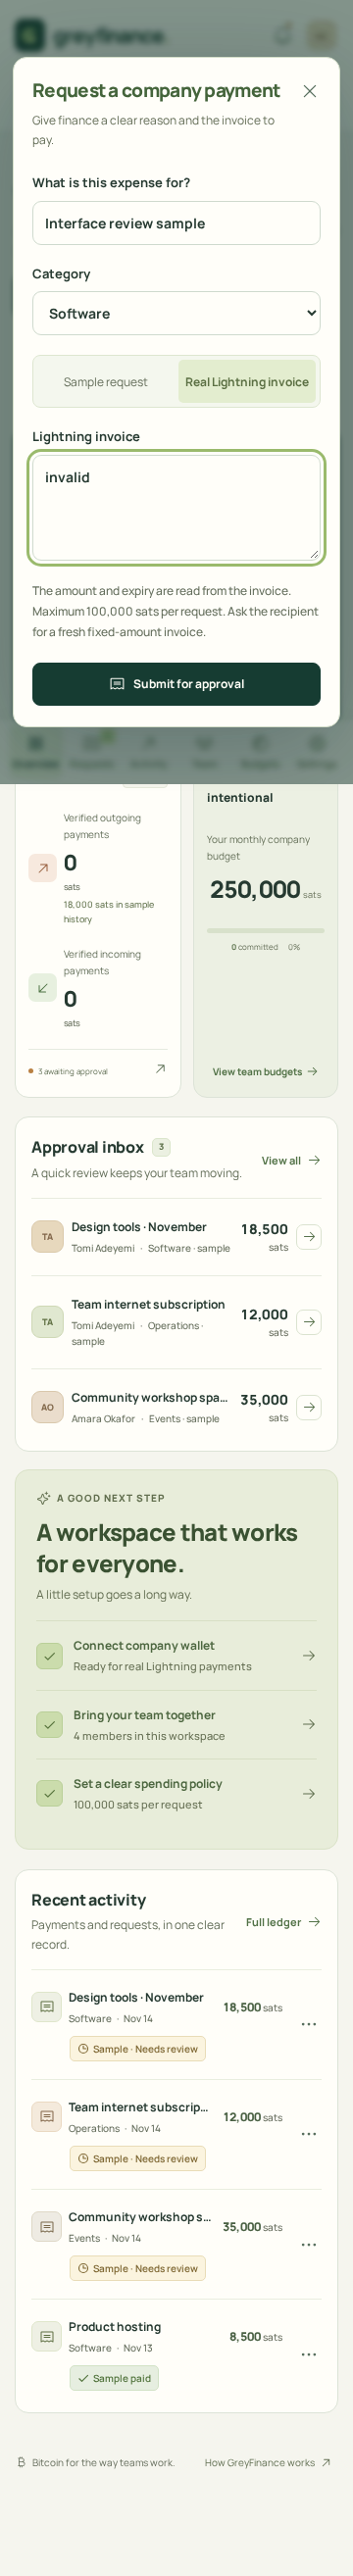 greyfinance.
Request a company payment
Give finance a clear reason and the invoice to
pay.
What is this expense for?
Interface review sample
Category
Software
Sample request
Real Lightning invoice
Lightning invoice
invalid
The amount and expiry are read from the invoice.
Maximum 100,000 sats per request. Ask the recipient
for a fresh fixed-amount invoice.
Submit for approval
Overview
Settings
Verified outgoing
payments
0
sats
18,000 sats in sample
history
Verified incoming
payments
0
sats
3 awaiting approval
intentional
Your monthly company
budget
250,000 sats
0 committed 0%
View team budgets
Approval inbox 3
A quick review keeps your team moving.
View all
TA
Design tools · November
Tomi Adeyemi · Software · sample
18,500
sats
TA
Team internet subscription
Tomi Adeyemi · Operations ·
sample
12,000
sats
AO
Community workshop spa...
Amara Okafor · Events · sample
35,000
sats
A GOOD NEXT STEP
A workspace that works
for everyone.
A little setup goes a long way.
Connect company wallet
Ready for real Lightning payments
Bring your team together
4 members in this workspace
Set a clear spending policy
100,000 sats per request
Recent activity
Payments and requests, in one clear
record.
Full ledger
Design tools · November
Software · Nov 14
Sample · Needs review
18,500 sats
Team internet subscrip...
Operations · Nov 14
Sample · Needs review
12,000 sats
Community workshop s...
Events · Nov 14
Sample · Needs review
35,000 sats
Product hosting
Software · Nov 13
Sample paid
8,500 sats
Bitcoin for the way teams work.
How GreyFinance works